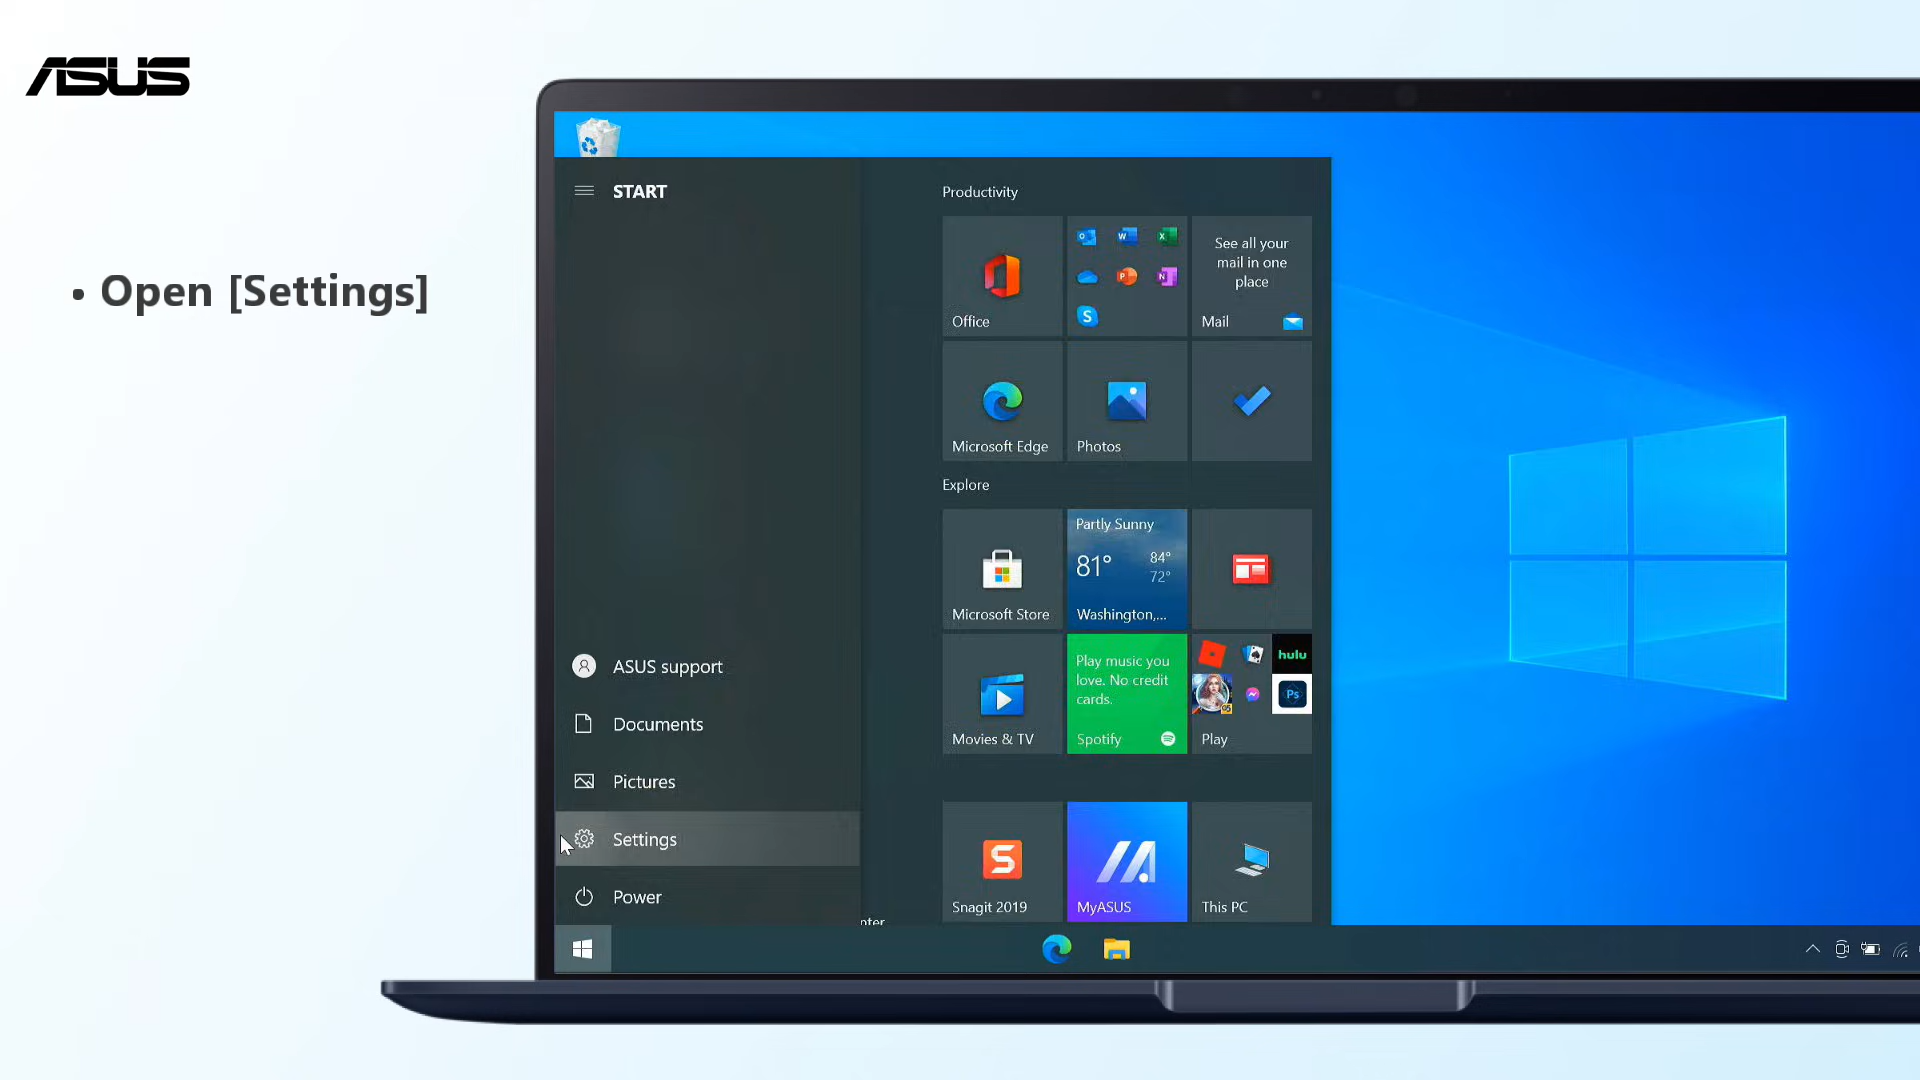 ASUS
• Open [Settings]
START
ASUS support
Documents
Pictures
Settings
Power
Productivity
Office
See all your
mail in one
place
Mail
Microsoft Edge
Photos
Explore
Microsoft Store
Partly Sunny
81°
84°
72°
Washington,...
Movies & TV
Play music you
love. No credit
cards.
Spotify
hulu
Ps
Play
Snagit 2019
MyASUS
This PC